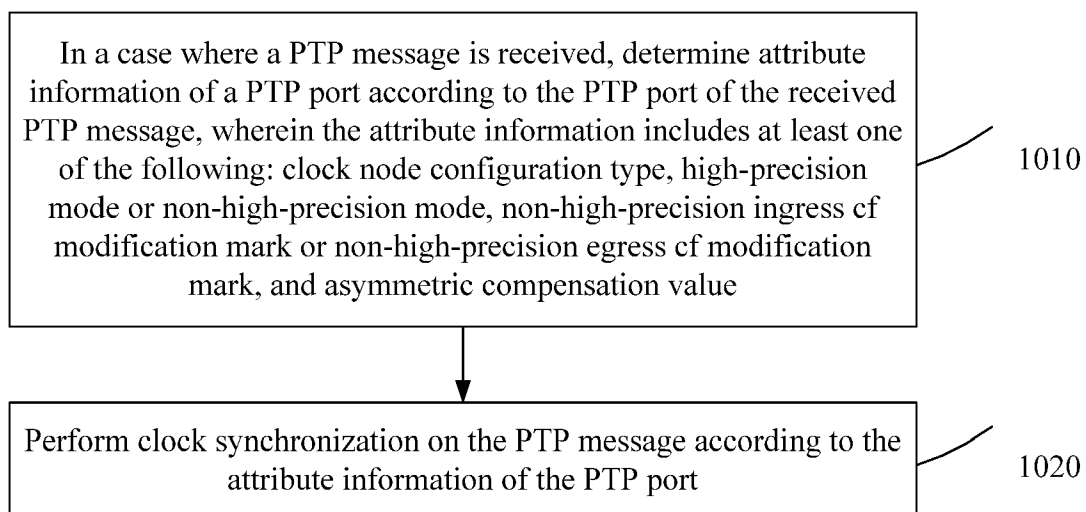 In a case where a PTP message is received, determine attribute
information of a PTP port according to the PTP port of the received
PTP message, wherein the attribute information includes at least one
of the following: clock node configuration type, high-precision
mode or non-high-precision mode, non-high-precision ingress cf
modification mark or non-high-precision egress cf modification
mark, and asymmetric compensation value
1010
Perform clock synchronization on the PTP message according to the
attribute information of the PTP port
1020